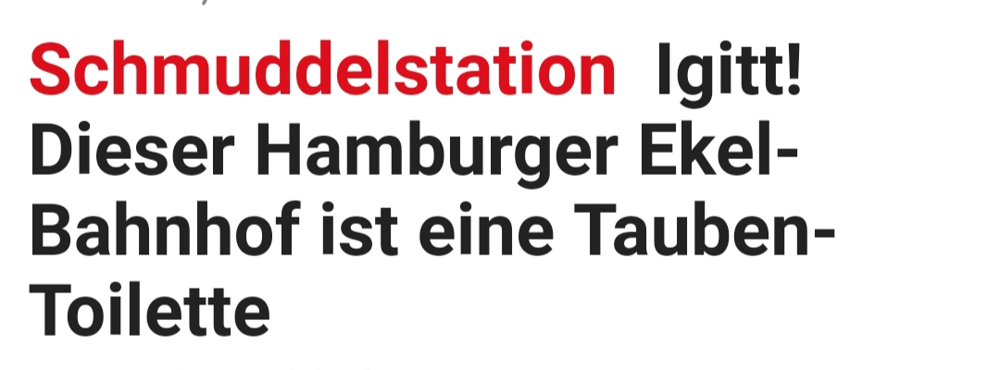 Schmuddelstation Igitt!
Dieser Hamburger Ekel-
Bahnhof ist eine Tauben-
Toilette